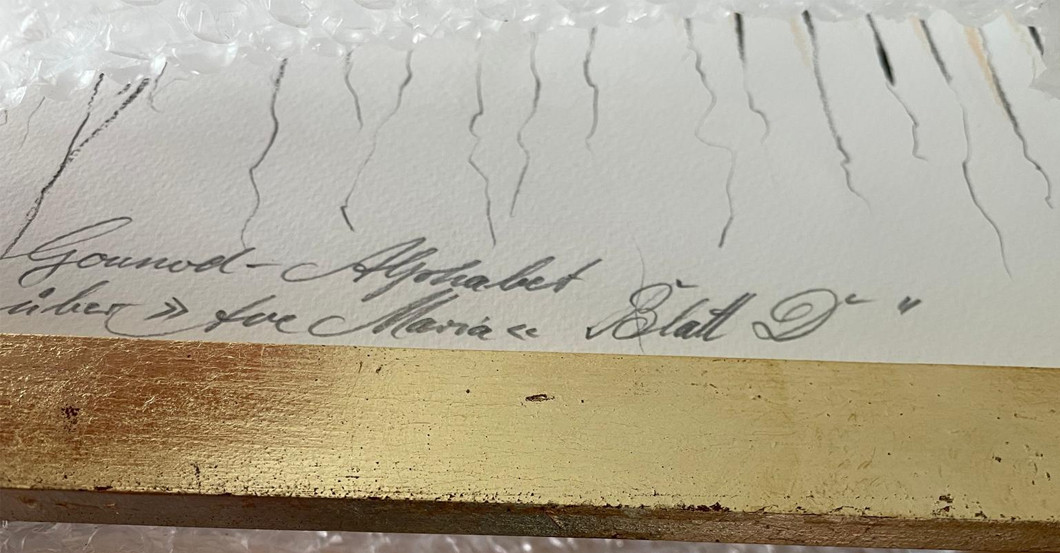 Gounod-Alphabet
über »Ave Maria« "Blatt D"